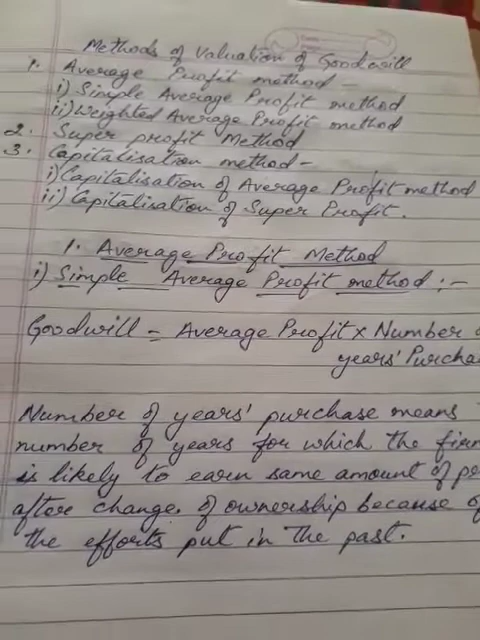 Methods of Valuation of Goodwill
1. Average Profit method -
i) Simple Average Profit method
ii) Weighted Average Profit method
2. Super profit Method
3. Capitalisation method -
i) Capitalisation of Average Profit method
ii) Capitalisation of Super Profit.
1. Average Profit Method
i) Simple Average Profit method :-
Goodwill = Average Profit x Number
years' Purcha
Number of years' purchase means
number of years for which the firm
is likely to earn same amount of
after change. of ownership because of
the efforts put in the past.